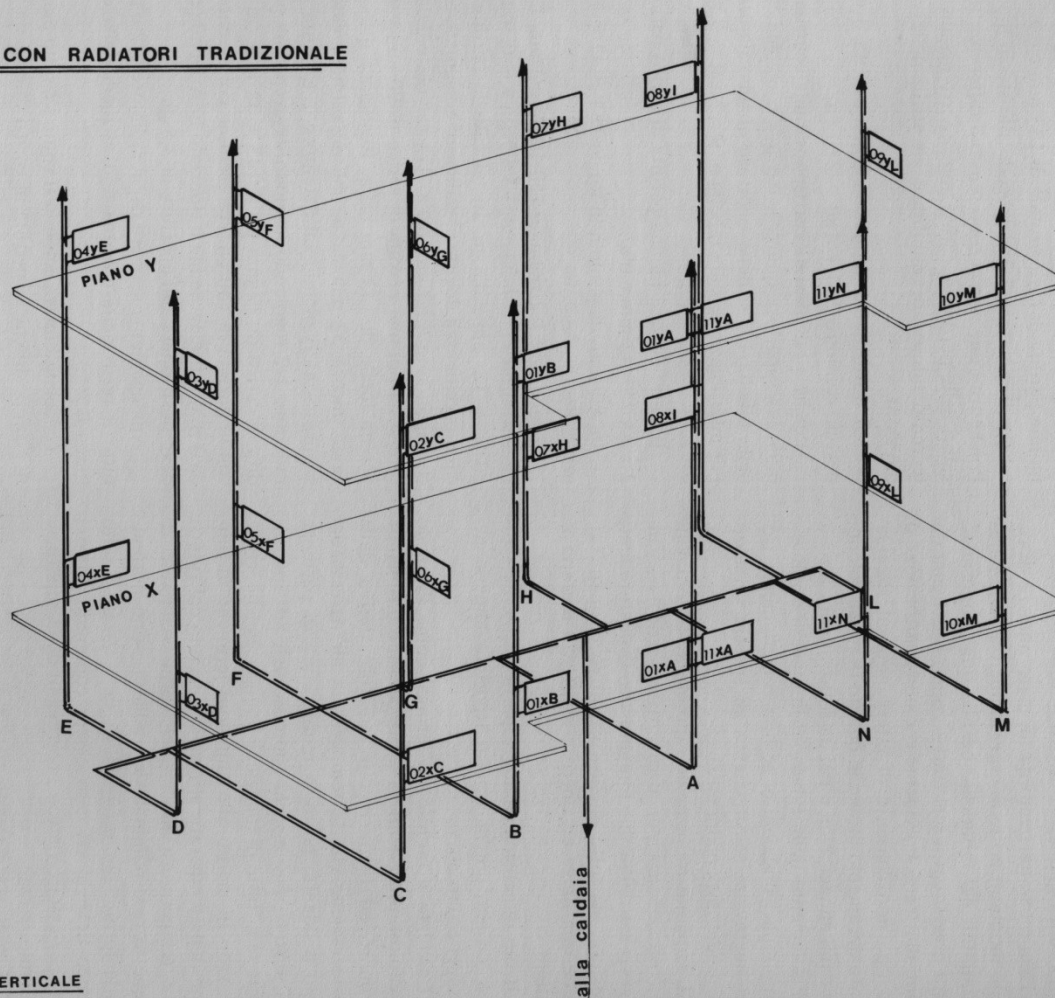 CON RADIATORI TRADIZIONALE
08yI
07yH
09yL
05yF
04yE
06yG
PIANO Y
11yN
10yM
01yA
11yA
01yB
03yD
02yC
08xI
07xH
09xL
05xF
04xE
06xG
PIANO X
I
H
L
11xN
10xM
01xA
11xA
F
G
01xB
03xD
E
N
M
02xC
A
D
B
C
alla caldaia
ERTICALE